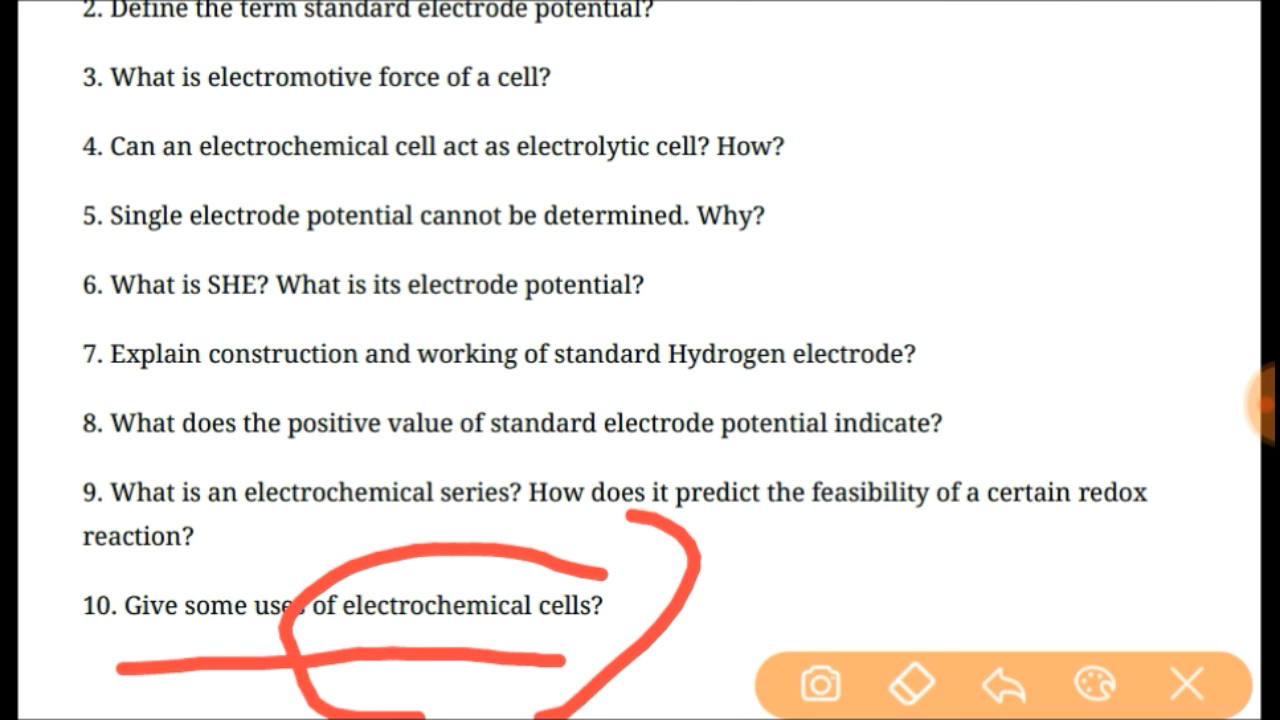 2. Define the term standard electrode potential?
3. What is electromotive force of a cell?
4. Can an electrochemical cell act as electrolytic cell? How?
5. Single electrode potential cannot be determined. Why?
6. What is SHE? What is its electrode potential?
7. Explain construction and working of standard Hydrogen electrode?
8. What does the positive value of standard electrode potential indicate?
9. What is an electrochemical series? How does it predict the feasibility of a certain redox
reaction?
10. Give some uses of electrochemical cells?